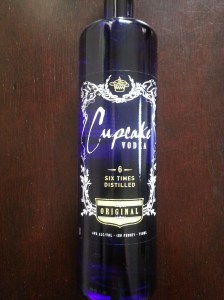 Cupcake
VODKA
6
SIX TIMES
DISTILLED
ORIGINAL